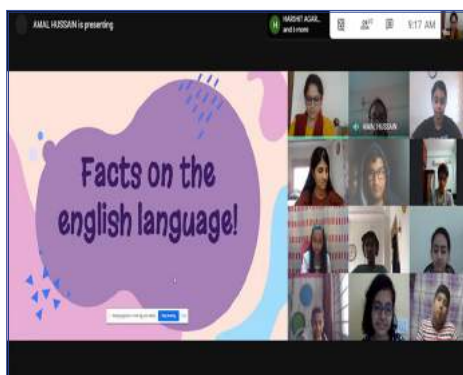 AMAL HUSSAIN is presenting
HARSHIT AGAR...
and 1 more
9:17 AM
H
AMAL HUSSAIN
Facts on the
english language!